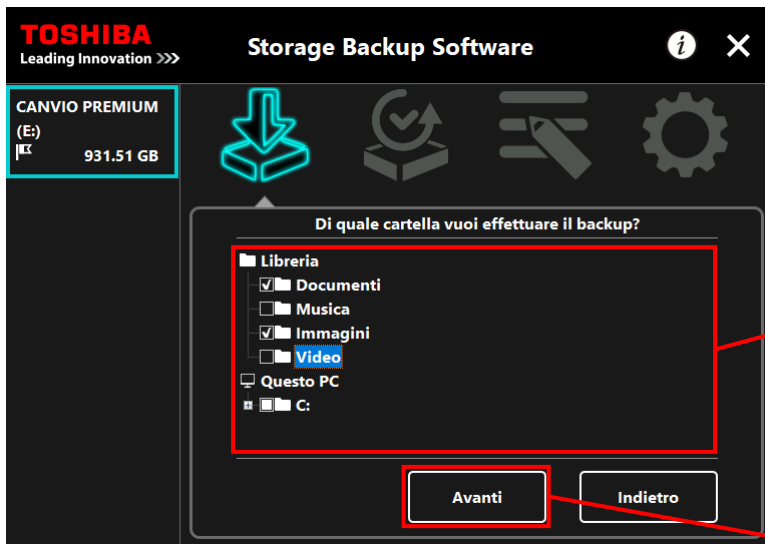 TOSHIBA
Leading Innovation >>>
Storage Backup Software
i
CANVIO PREMIUM
(E:)
931.51 GB
Di quale cartella vuoi effettuare il backup?
Libreria
Documenti
Musica
Immagini
Video
Questo PC
C:
Avanti
Indietro